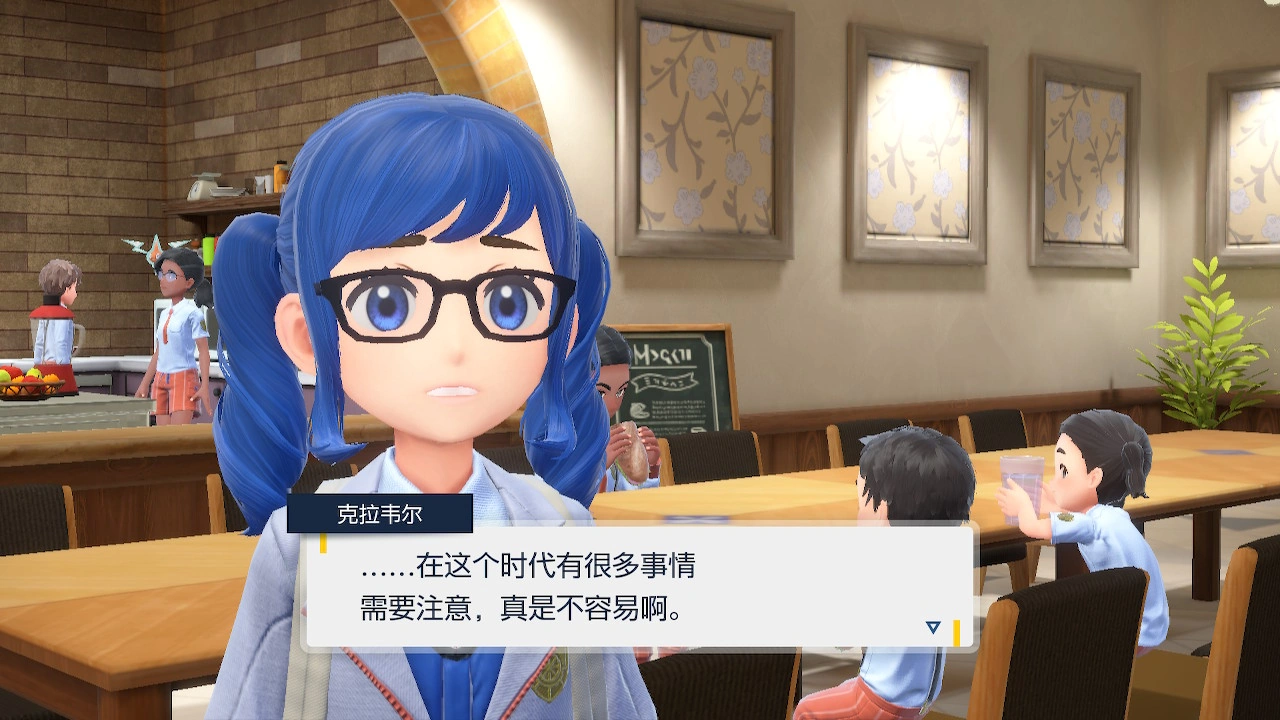 克拉韦尔
……在这个时代有很多事情
需要注意，真是不容易啊。